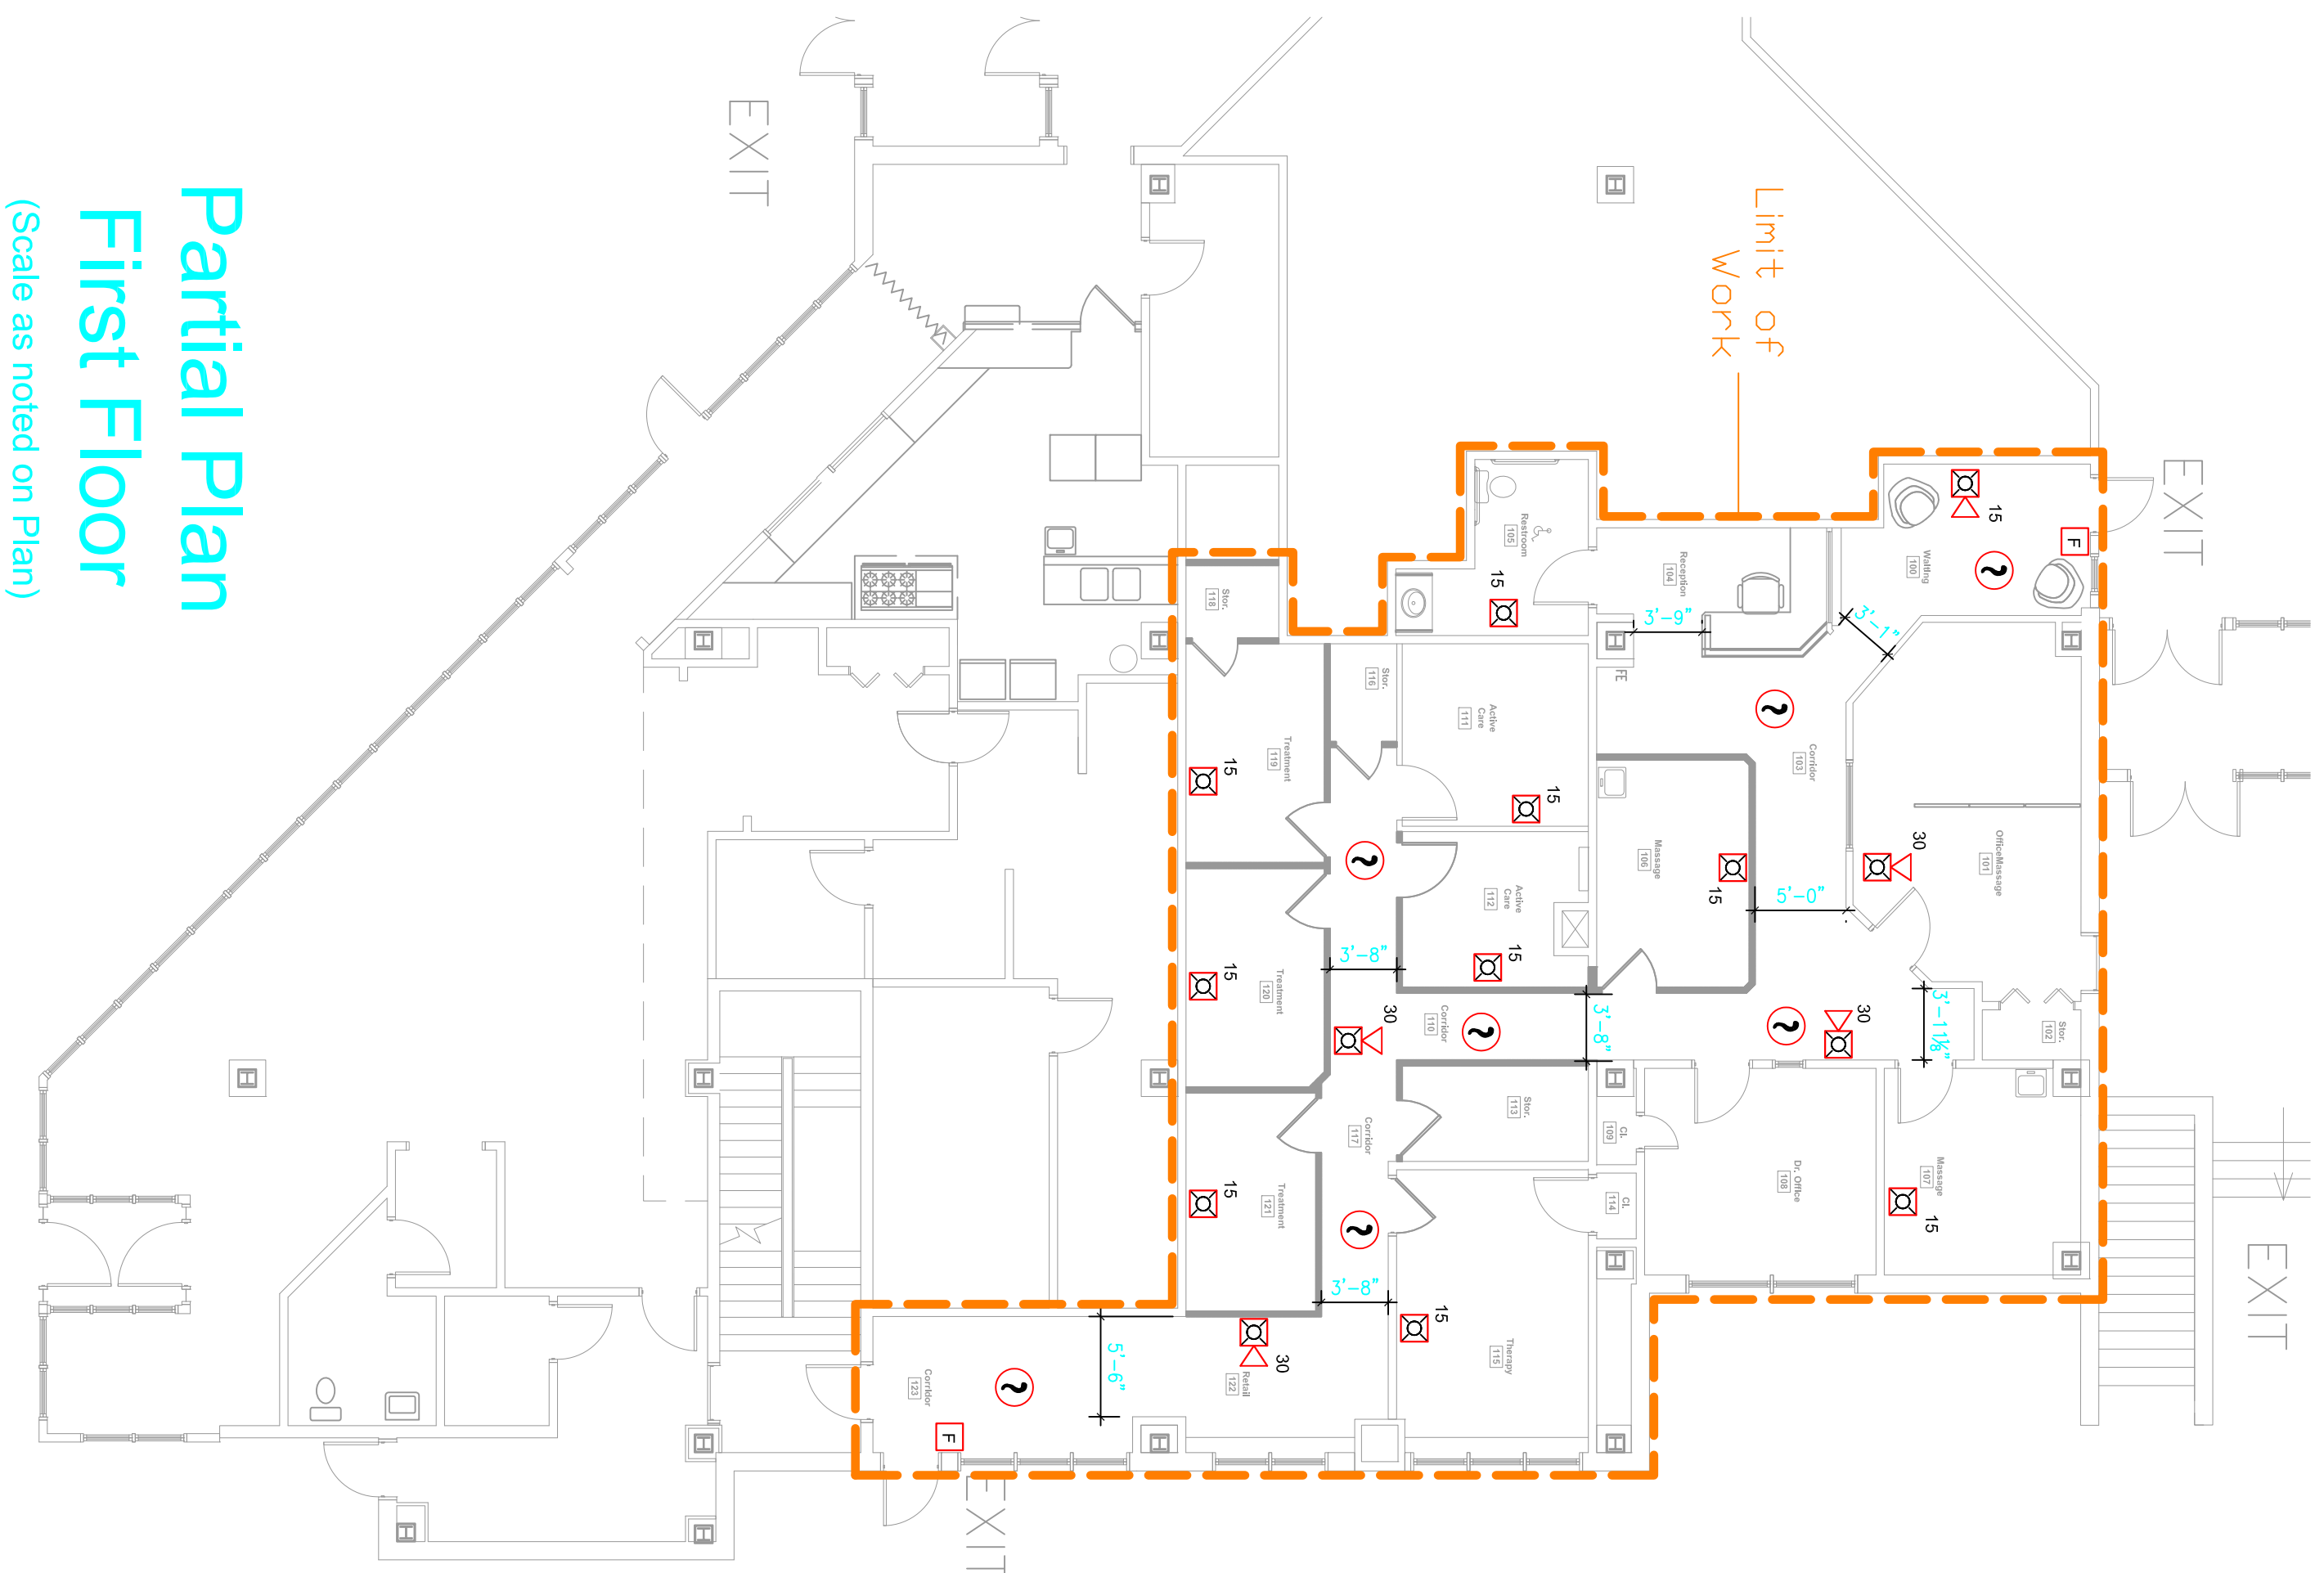 EXIT
EXIT
EXIT
EXIT
Limit of
Work
Waiting
100
15
F
Restroom
105
15
Reception
104
3'-9"
3'-1"
FE
Stor.
118
Stor.
116
Active
Care
111
15
Corridor
103
Office/Massage
101
30
Treatment
119
15
Massage
106
15
5'-0"
Active
Care
112
15
3'-8"
Treatment
120
15
Corridor
110
30
3'-8"
30
3'-11⅛"
Stor.
102
Stor.
113
Cl.
109
Corridor
117
Dr. Office
108
Massage
107
15
Cl.
114
Treatment
121
15
3'-8"
15
Therapy
115
30
Retail
122
5'-6"
Corridor
123
F
Partial Plan
First Floor
(Scale as noted on Plan)